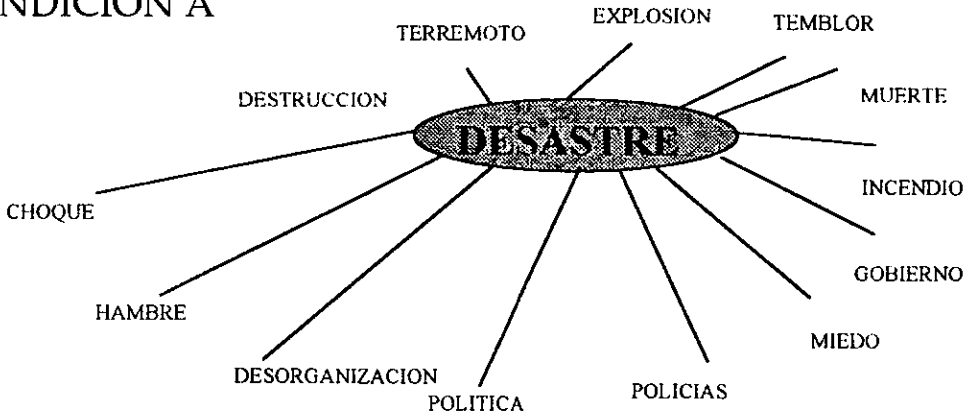 NDICION A
EXPLOSION
TEMBLOR
TERREMOTO
DESTRUCCION
MUERTE
DESASTRE
INCENDIO
CHOQUE
GOBIERNO
HAMBRE
MIEDO
DESORGANIZACION
POLITICA
POLICIAS